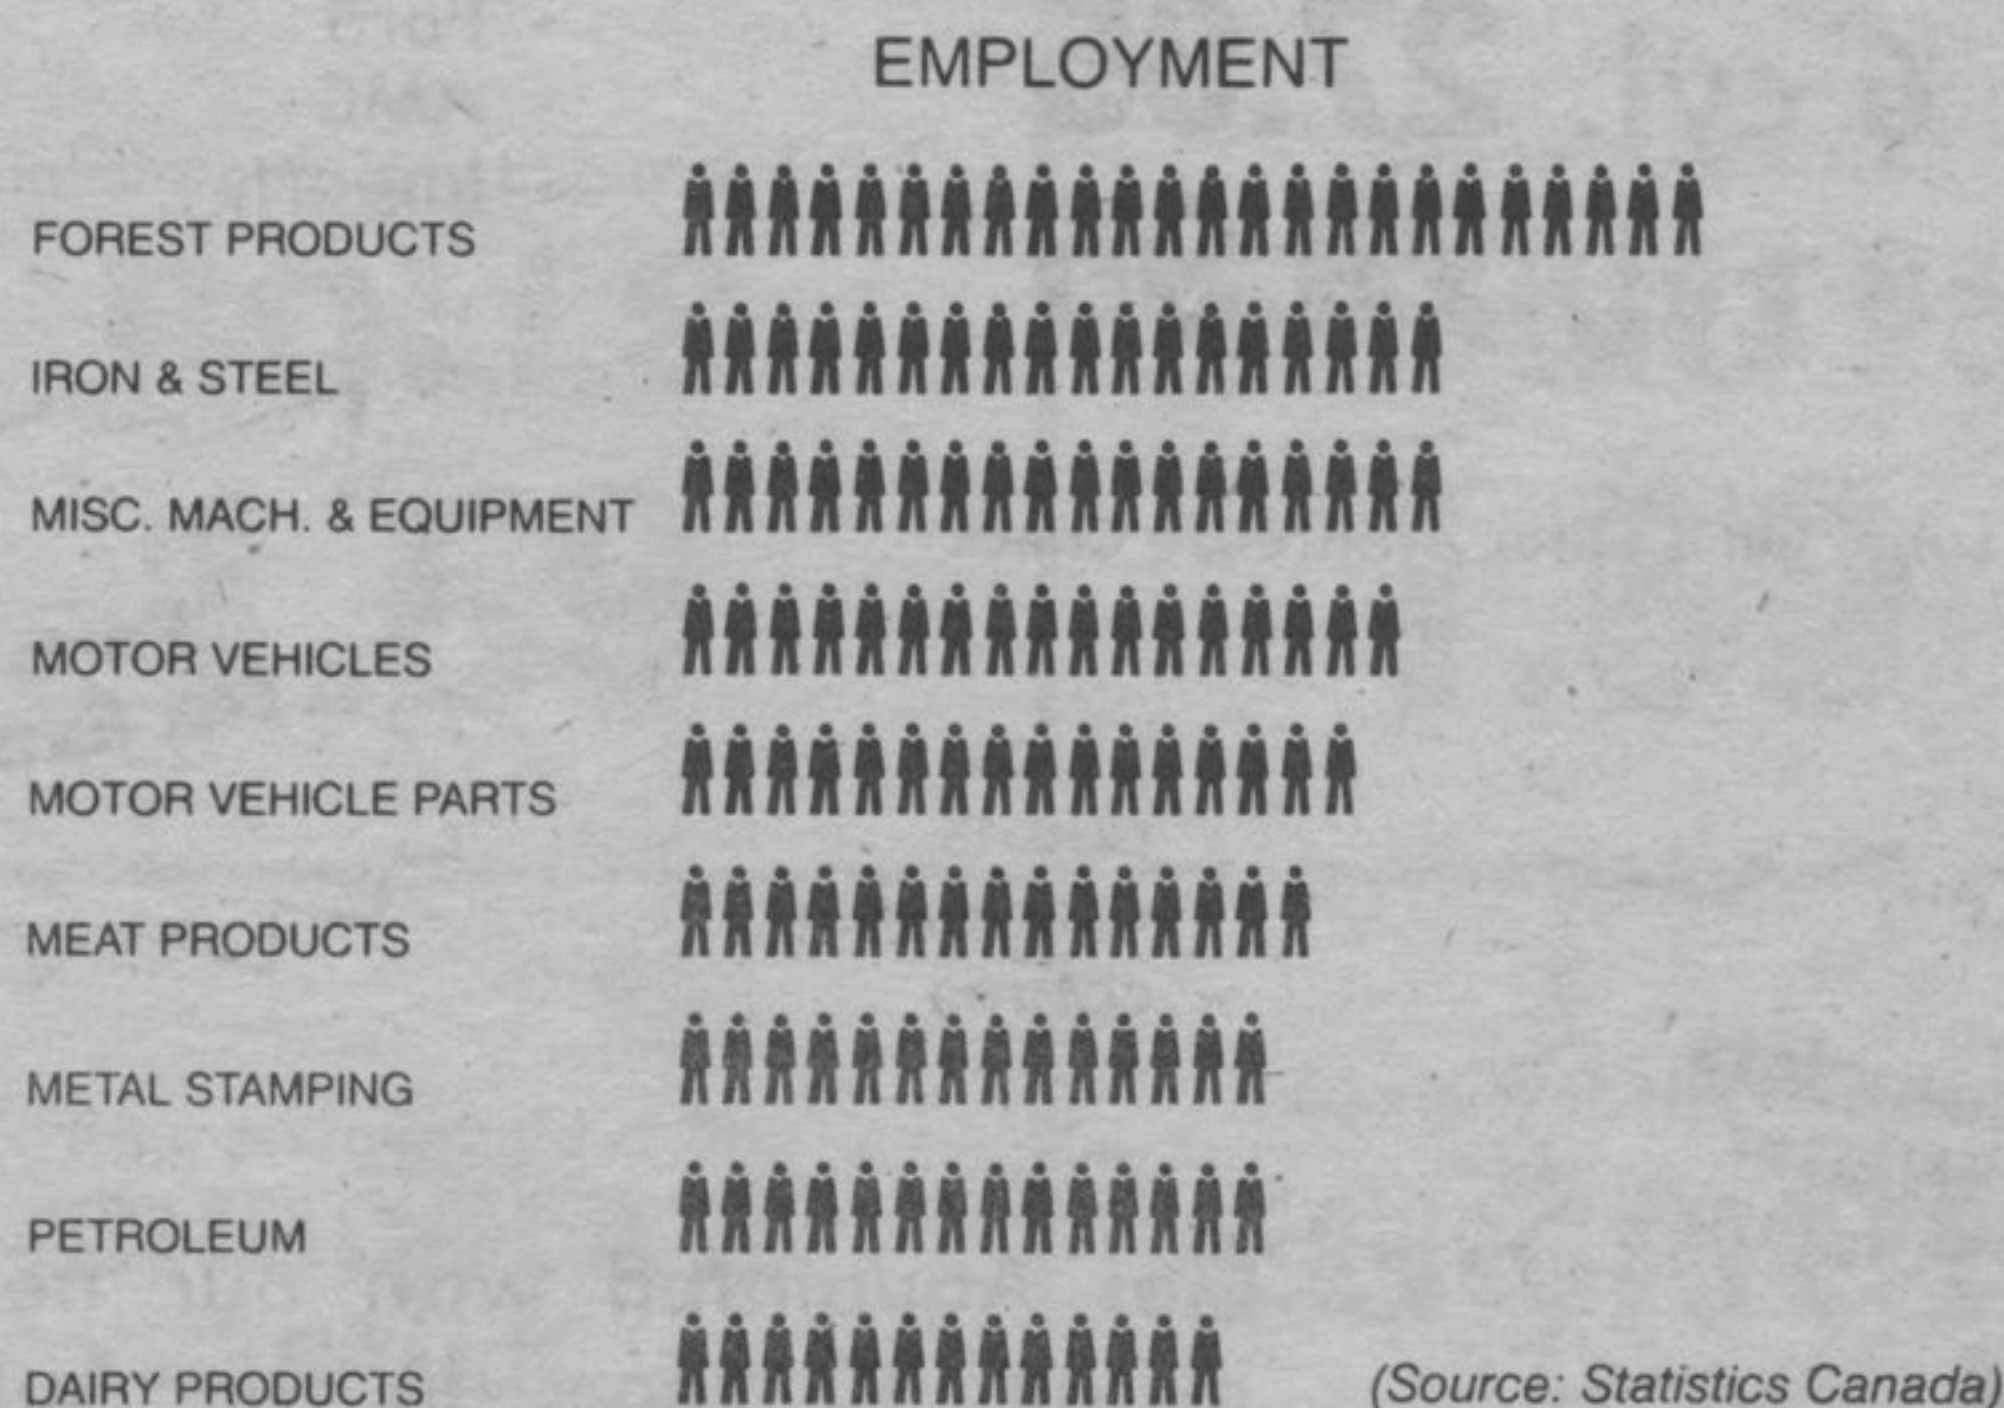 EMPLOYMENT
FOREST PRODUCTS
IRON & STEEL
MISC. MACH. & EQUIPMENT
MOTOR VEHICLES
MOTOR VEHICLE PARTS
MEAT PRODUCTS
METAL STAMPING
PETROLEUM
DAIRY PRODUCTS
(Source: Statistics Canada)